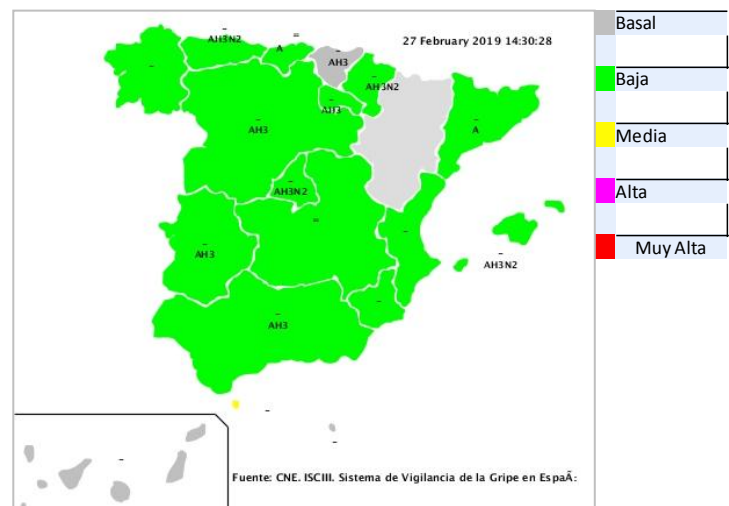 27 February 2019 14:30:28
Basal
Baja
Media
Alta
Muy Alta
–
AH3N2
=
A
–
AH3
–
–
AH3N2
–
AH3
–
AH3
–
A
–
AH3N2
=
–
–
AH3N2
–
AH3
–
–
AH3
–
–
–
Fuente: CNE. ISCIII. Sistema de Vigilancia de la Gripe en EspaÃ: